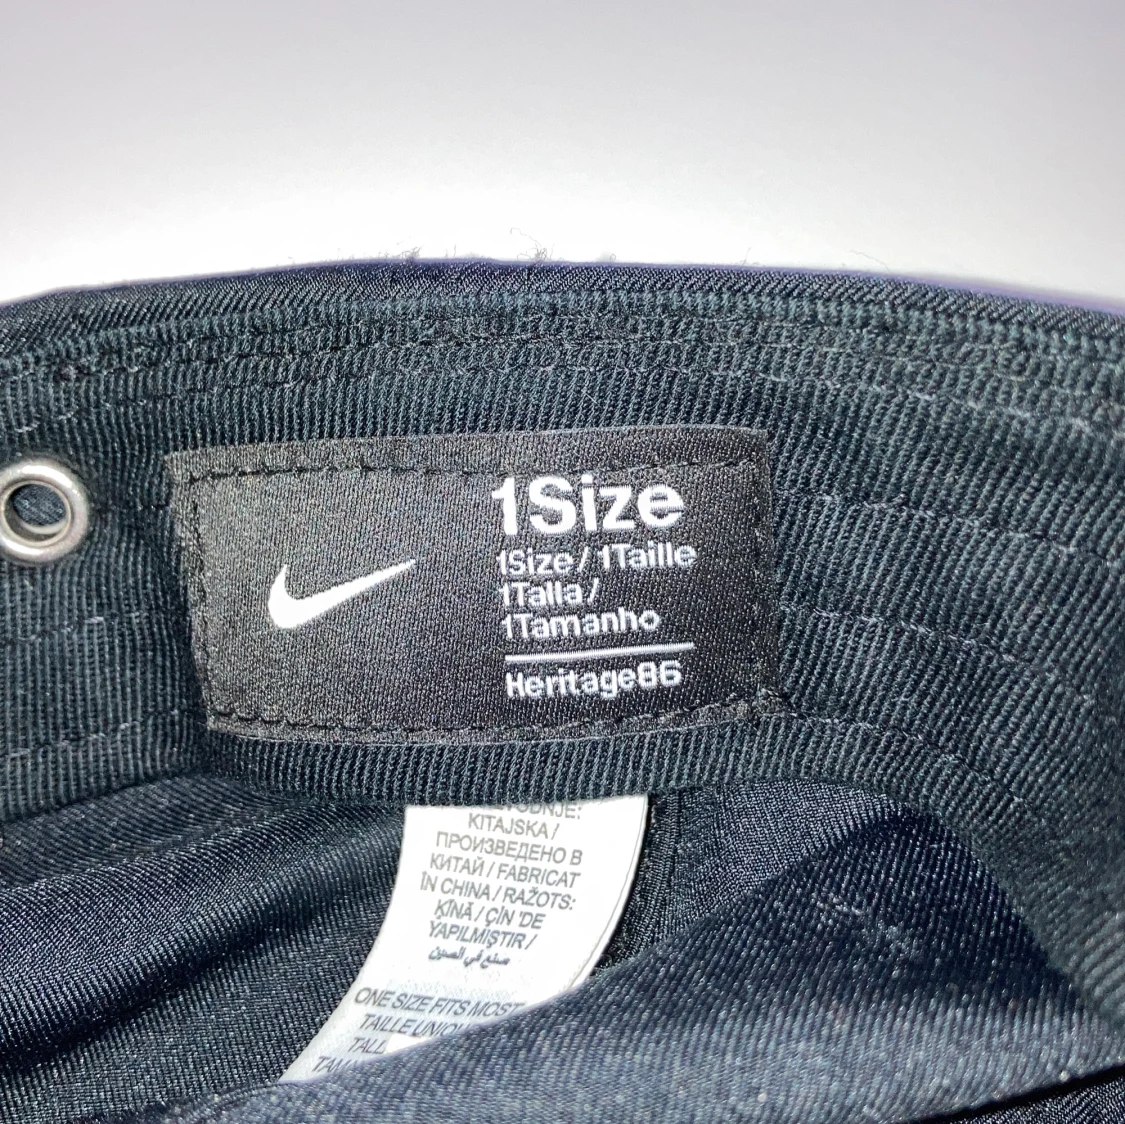 1Size
1Size / 1Taille
1Talla /
1Tamanho
Heritage86
KITAJSKA /
ПРОИЗВЕДЕНО В
КИТАЙ / FABRICAT
ÎN CHINA / RAŽOTS:
ĶĪNĀ / ÇİN 'DE
YAPILMIŞTIR /
صنع في الصين
ONE SIZE FITS MOST
TAILLE